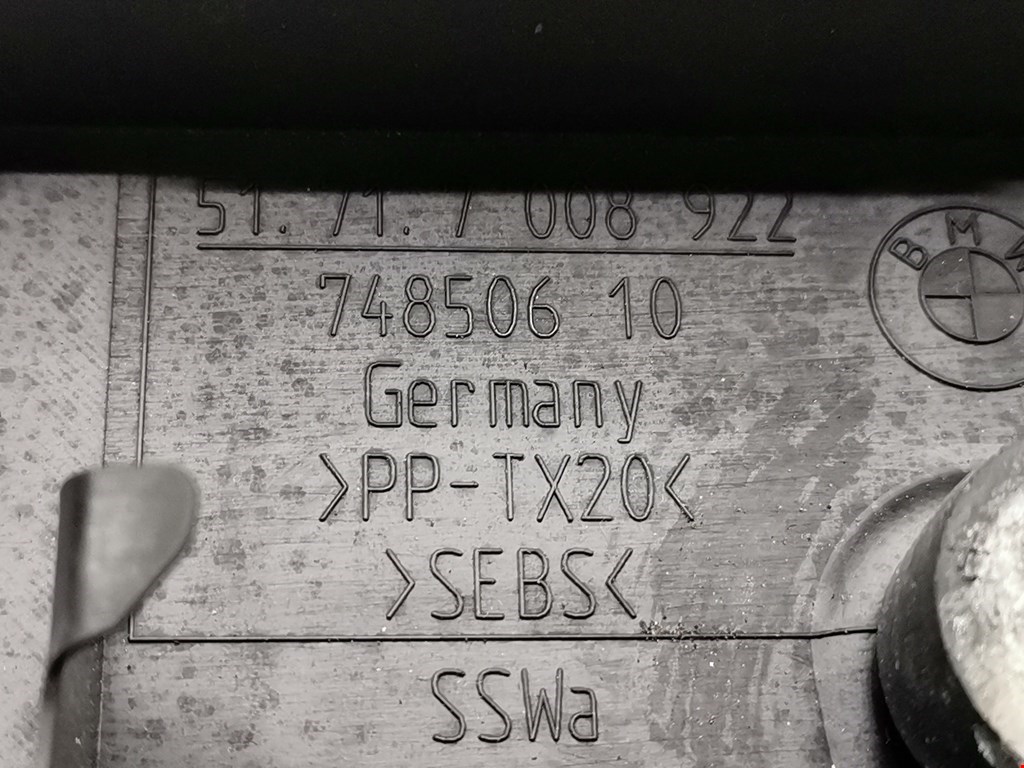 51. 71. 7 008 922
BMW
748506 10
Germany
>PP-TX20<
>SEBS<
SSWa